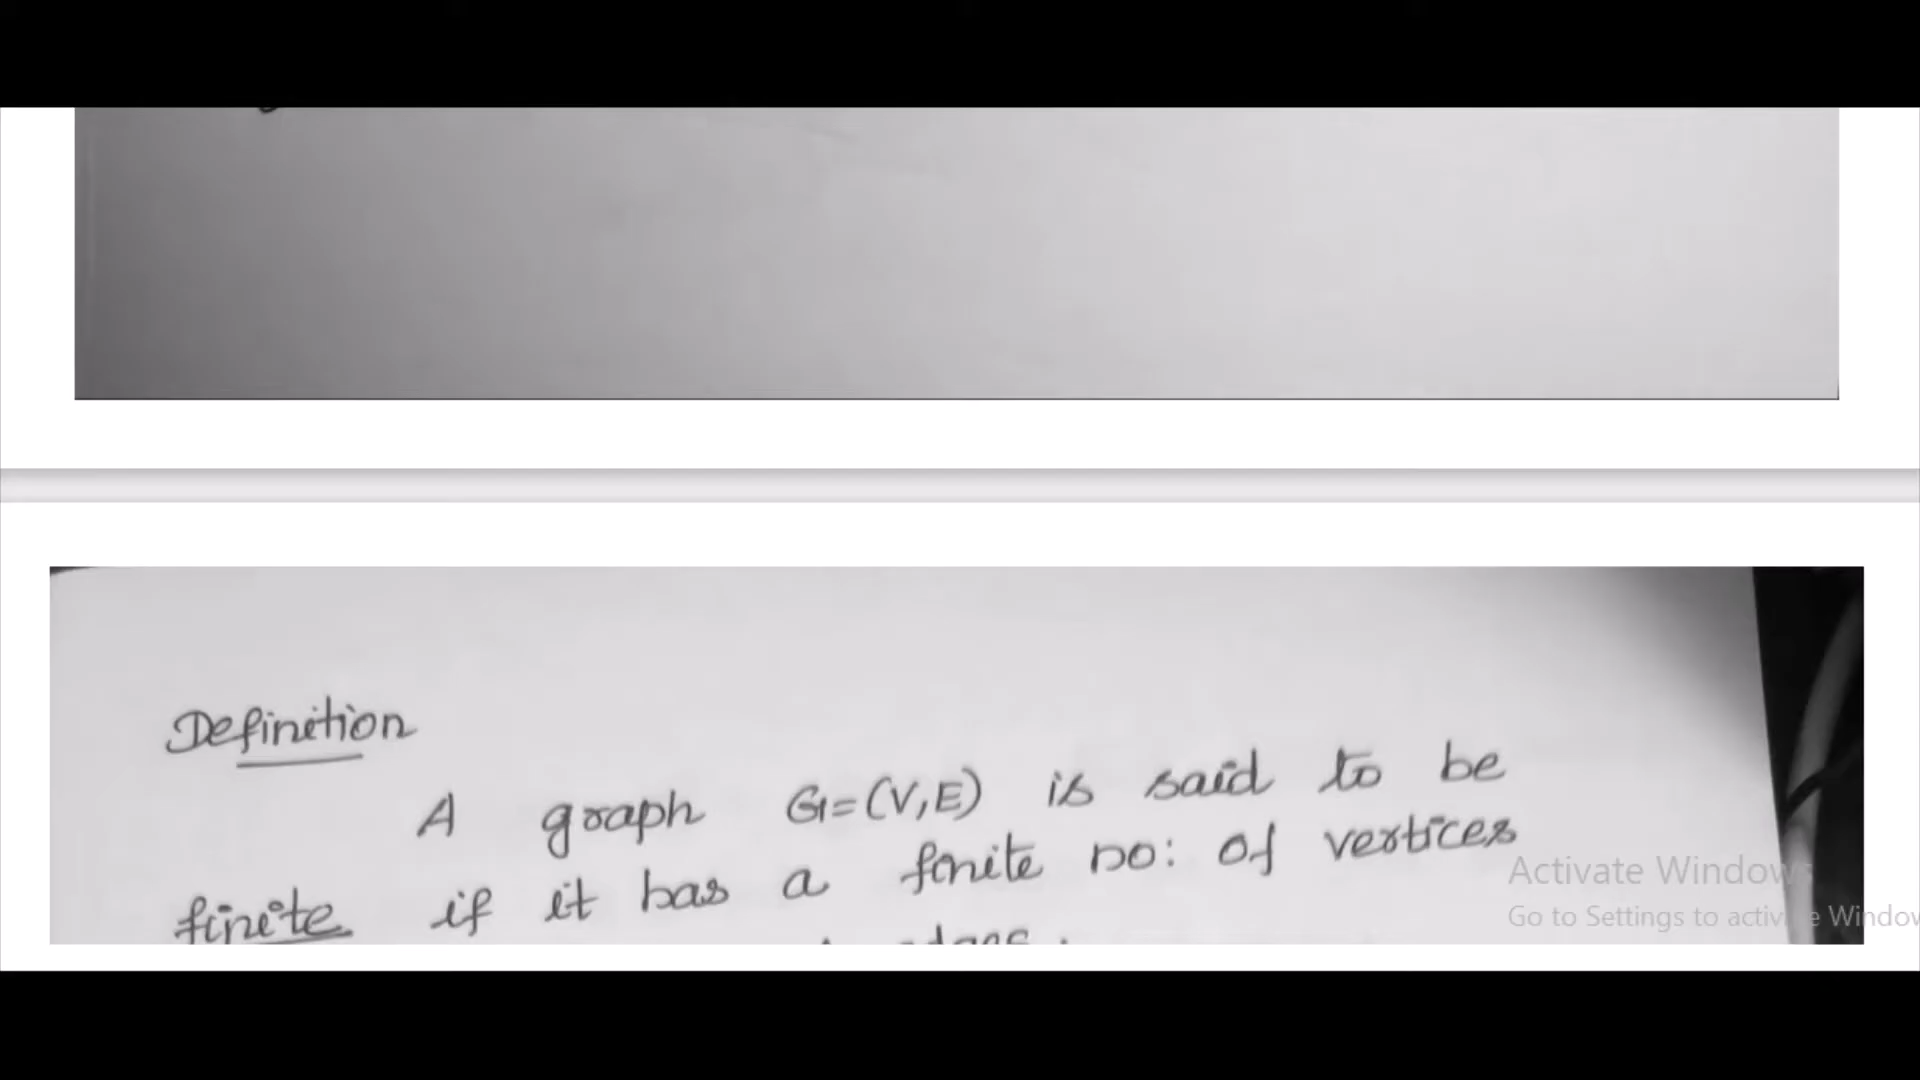 Definition
A graph G=(V,E) is said to be
finite if it has a finite no: of vertices
edges.
Activate Windows
Go to Settings to activate Windows